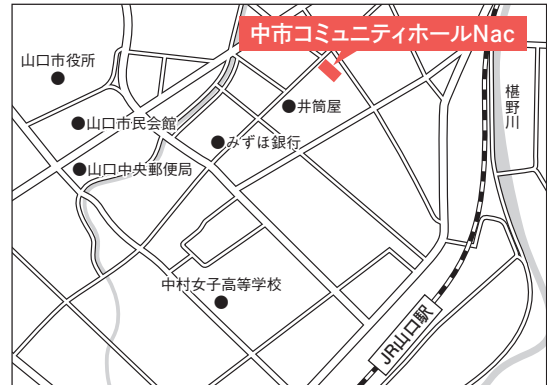 中市コミュニティホールNac
山口市役所
井筒屋
山口市民会館
みずほ銀行
山口中央郵便局
中村女子高等学校
椹野川
JR山口駅